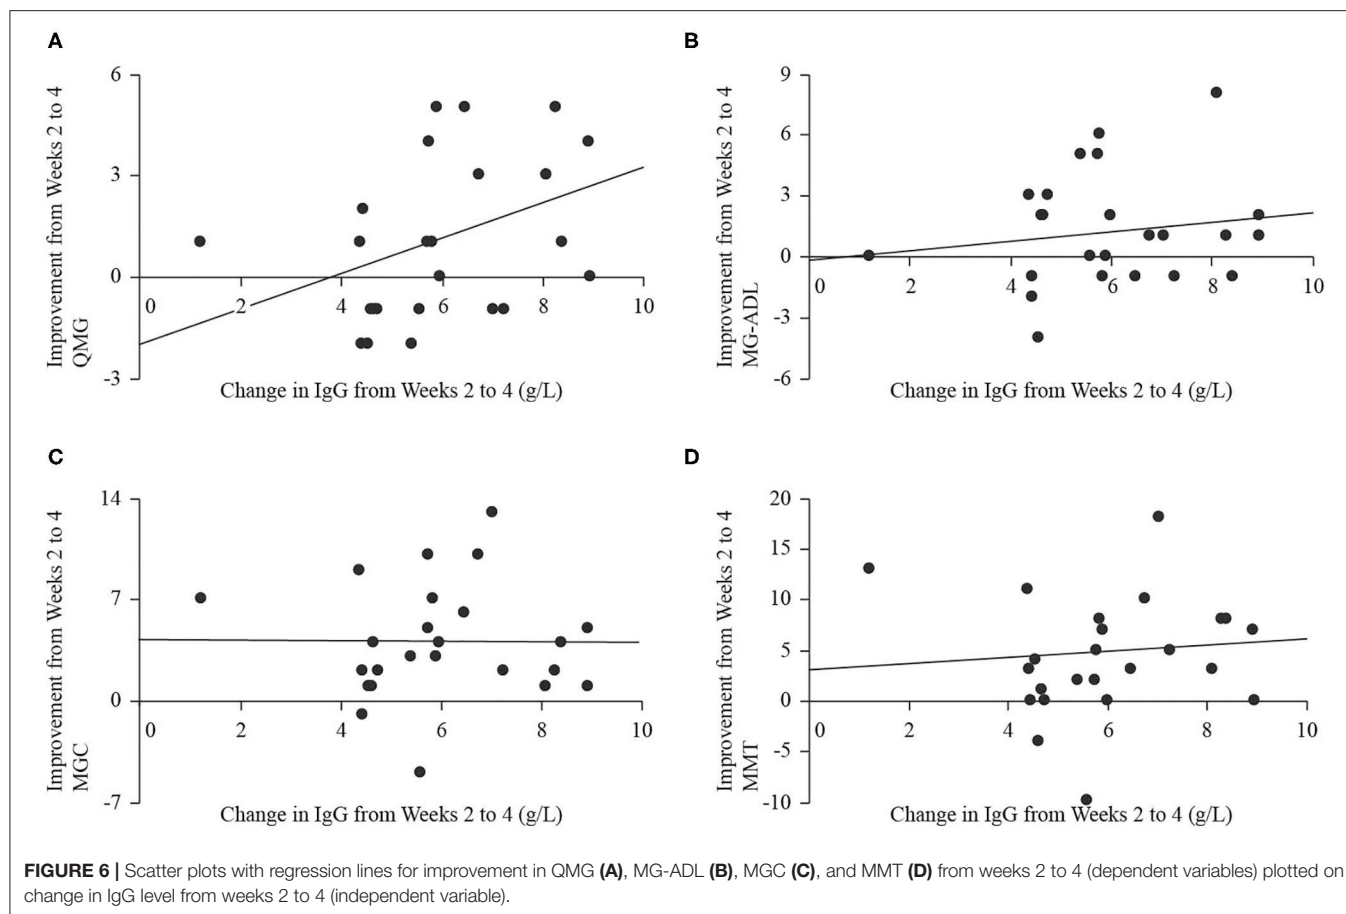 A
6
3
0
-3
0 2 4 6 8 10
Improvement from Weeks 2 to 4
QMG
Change in IgG from Weeks 2 to 4 (g/L)
B
9
6
3
0
-3
-6
0 2 4 6 8 10
Improvement from Weeks 2 to 4
MG-ADL
Change in IgG from Weeks 2 to 4 (g/L)
C
14
7
0
-7
0 2 4 6 8 10
Improvement from Weeks 2 to 4
MGC
Change in IgG from Weeks 2 to 4 (g/L)
D
20
15
10
5
0
-5
-10
0 2 4 6 8 10
Improvement from Weeks 2 to 4
MMT
Change in IgG from Weeks 2 to 4 (g/L)
FIGURE 6 | Scatter plots with regression lines for improvement in QMG (A), MG-ADL (B), MGC (C), and MMT (D) from weeks 2 to 4 (dependent variables) plotted on
change in IgG level from weeks 2 to 4 (independent variable).